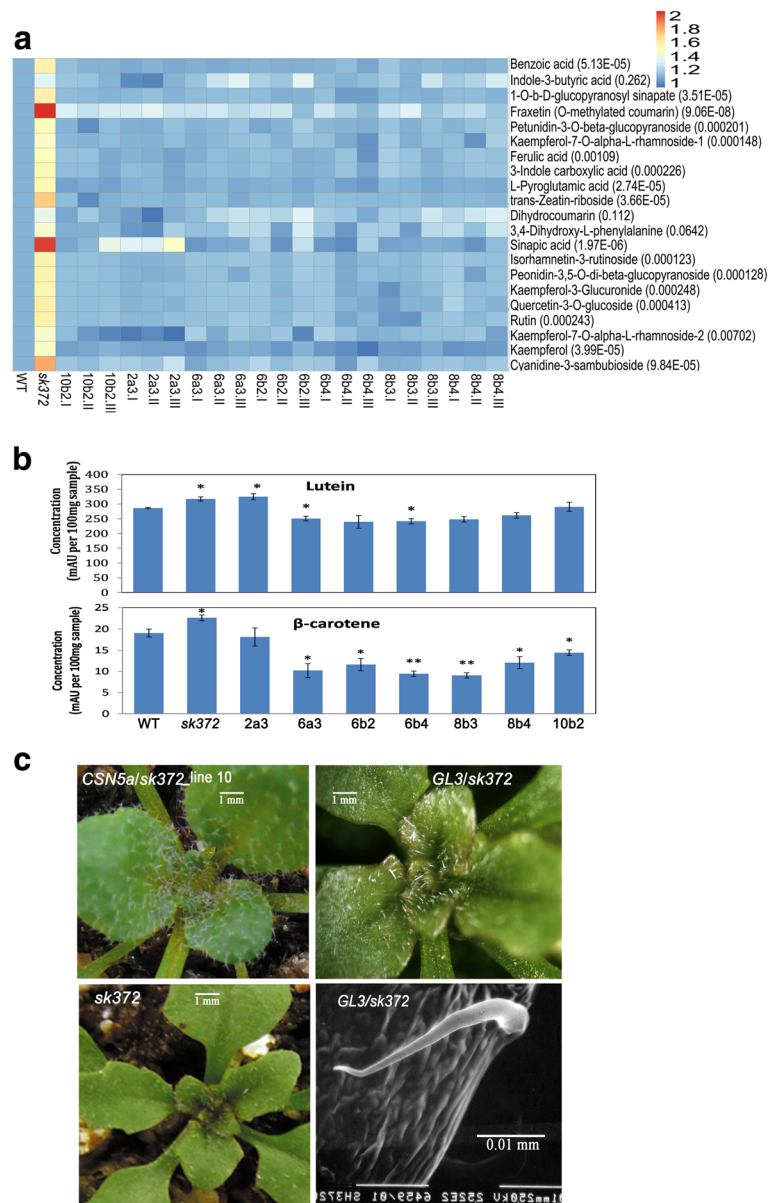 a
2
1.8
1.6
1.4
1.2
1
Benzoic acid (5.13E-05)
Indole-3-butyric acid (0.262)
1-O-b-D-glucopyranosyl sinapate (3.51E-05)
Fraxetin (O-methylated coumarin) (9.06E-08)
Petunidin-3-O-beta-glucopyranoside (0.000201)
Kaempferol-7-O-alpha-L-rhamnoside-1 (0.000148)
Ferulic acid (0.00109)
3-Indole carboxylic acid (0.000226)
L-Pyroglutamic acid (2.74E-05)
trans-Zeatin-riboside (3.66E-05)
Dihydrocoumarin (0.112)
3,4-Dihydroxy-L-phenylalanine (0.0642)
Sinapic acid (1.97E-06)
Isorhamnetin-3-rutinoside (0.000123)
Peonidin-3,5-O-di-beta-glucopyranoside (0.000128)
Kaempferol-3-Glucuronide (0.000248)
Quercetin-3-O-glucoside (0.000413)
Rutin (0.000243)
Kaempferol-7-O-alpha-L-rhamnoside-2 (0.00702)
Kaempferol (3.99E-05)
Cyanidine-3-sambubioside (9.84E-05)
WT
sk372
10b2.I
10b2.II
10b2.III
2a3.I
2a3.II
2a3.III
6a3.I
6a3.II
6a3.III
6b2.I
6b2.II
6b2.III
6b4.I
6b4.II
6b4.III
8b3.I
8b3.II
8b3.III
8b4.I
8b4.II
8b4.III
b
Concentration
(mAU per 100mg sample)
400
350
300
250
200
150
100
50
0
Lutein
* * * *
Concentration
(mAU per 100mg sample)
25
20
15
10
5
0
β-carotene
* * * ** ** * *
WT sk372 2a3 6a3 6b2 6b4 8b3 8b4 10b2
c
CSN5a/sk372_line 10
1 mm
GL3/sk372
1 mm
sk372
1 mm
GL3/sk372
0.01 mm